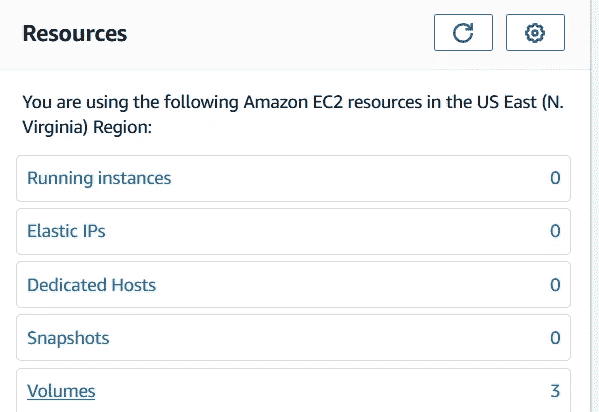 Resources
You are using the following Amazon EC2 resources in the US East (N.
Virginia) Region:
Running instances 0
Elastic IPs 0
Dedicated Hosts 0
Snapshots 0
Volumes 3